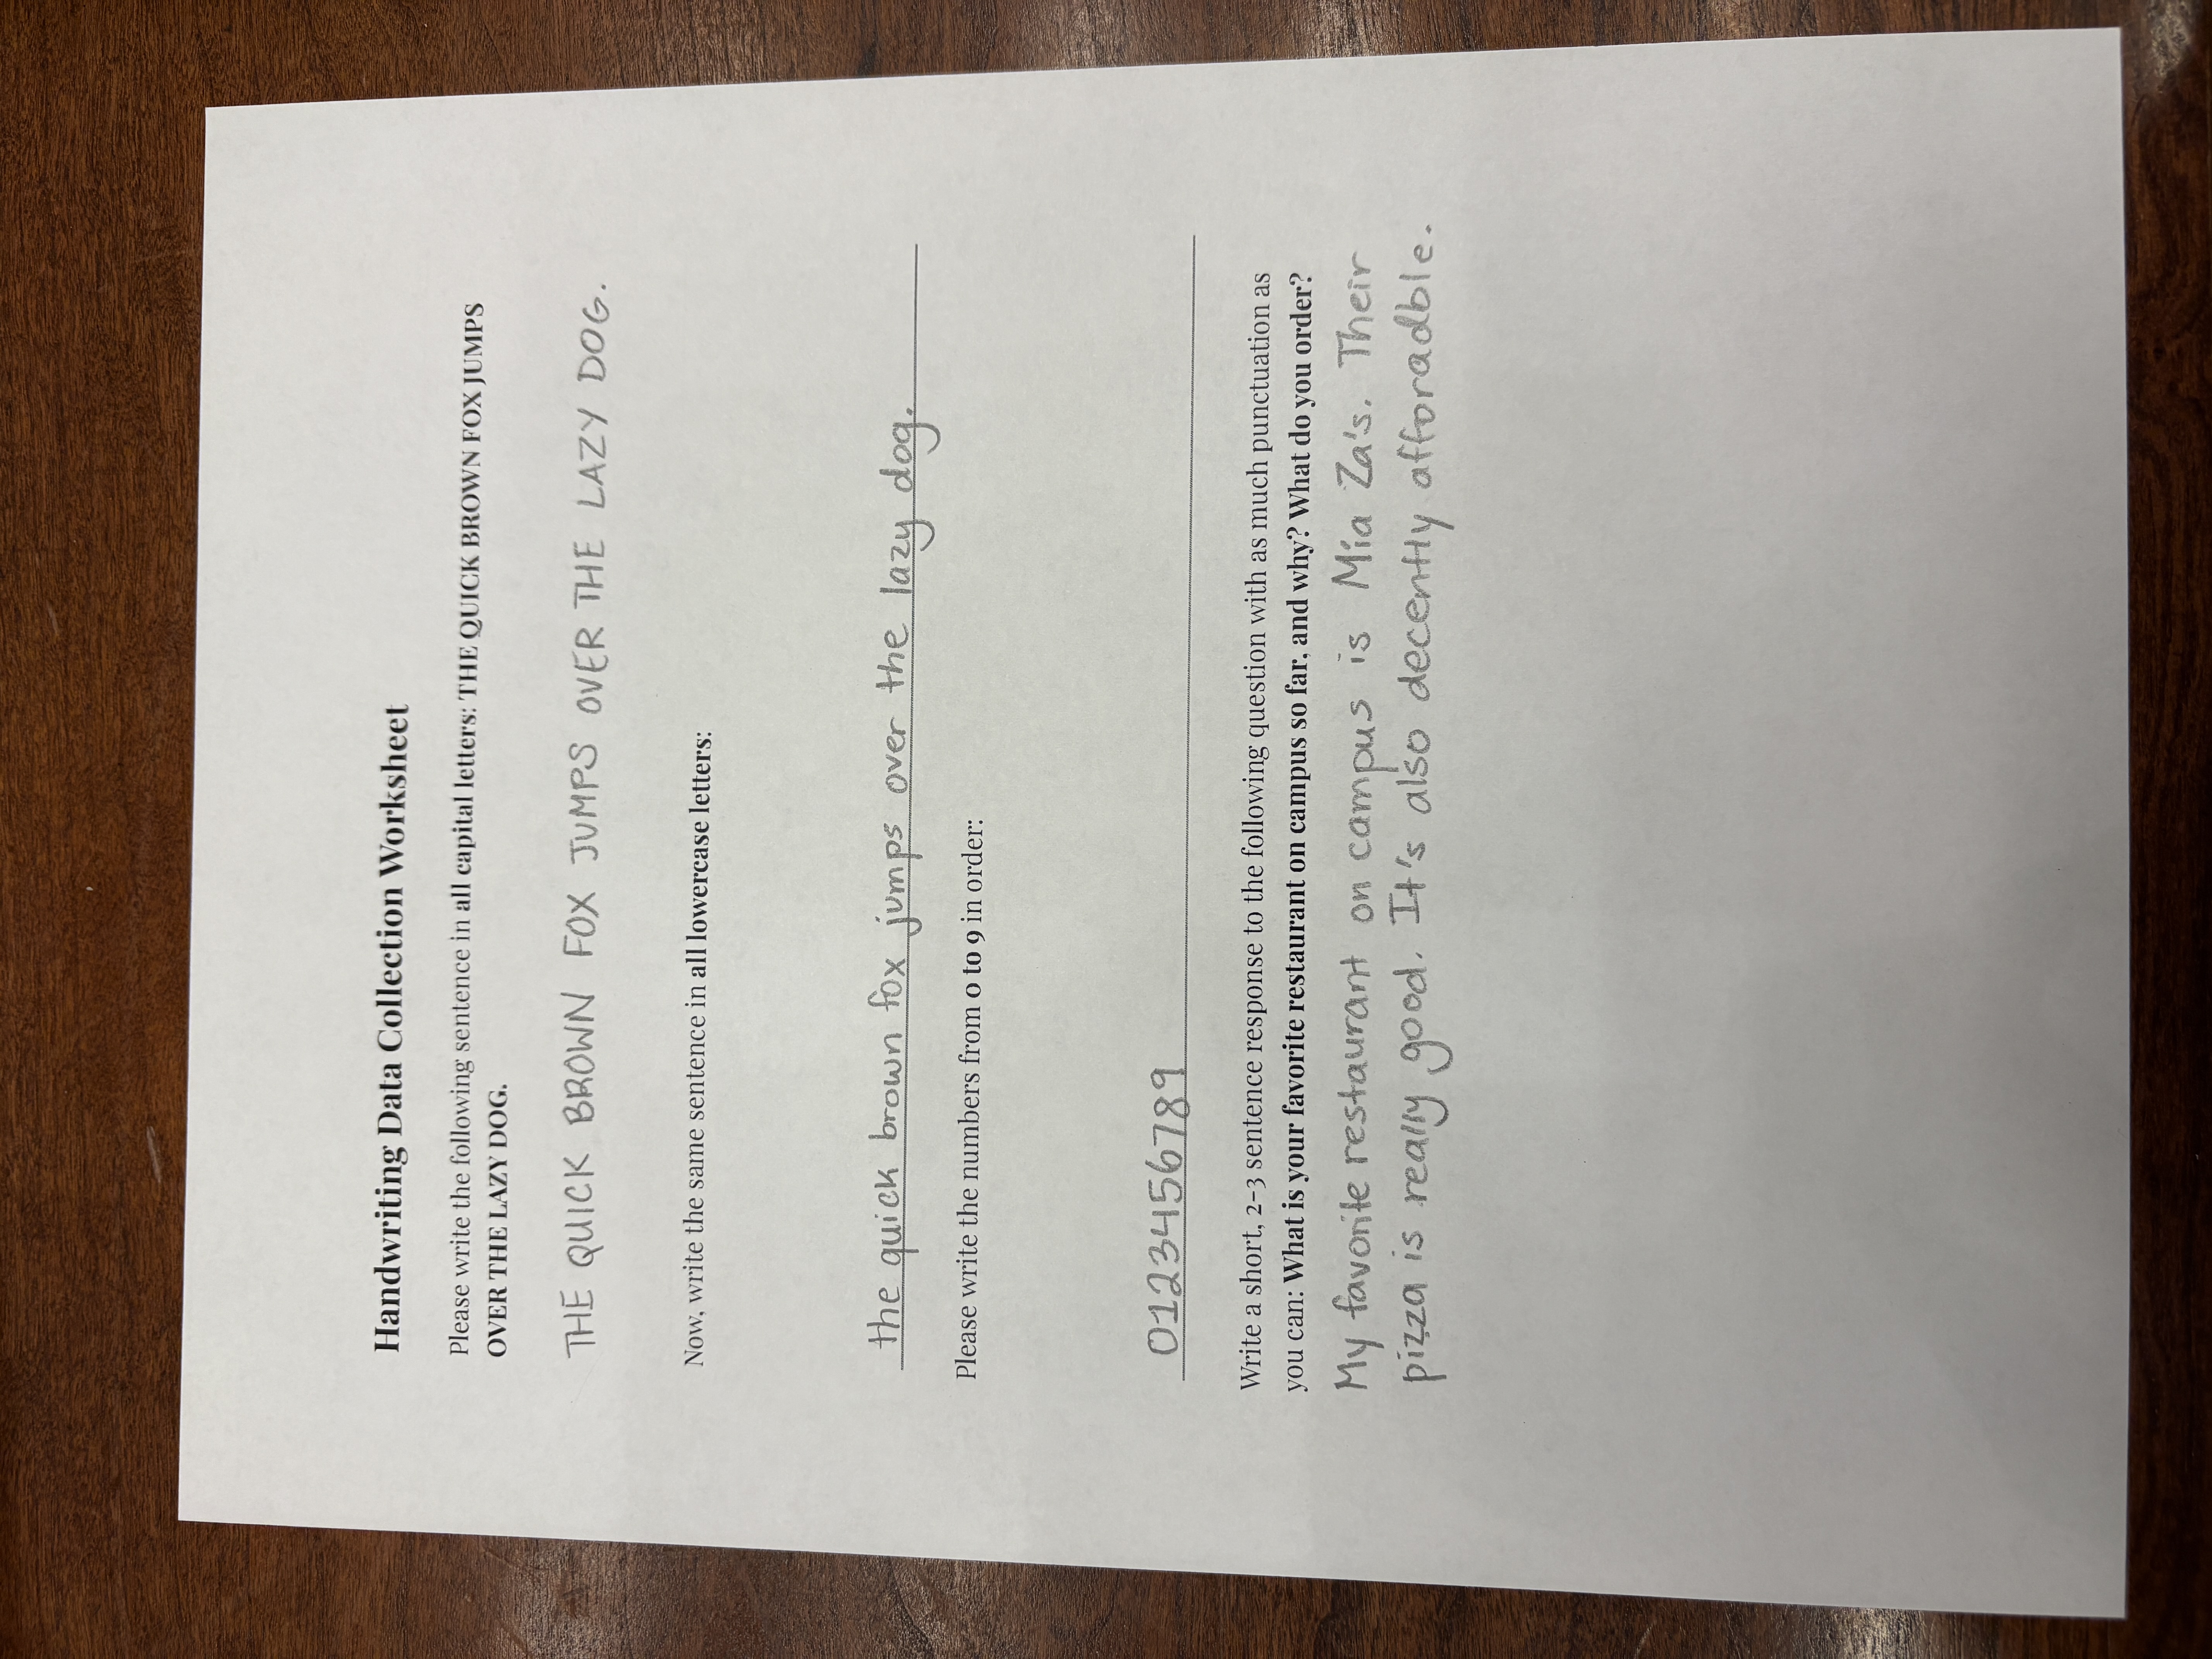 Handwriting Data Collection Worksheet
Please write the following sentence in all capital letters: THE QUICK BROWN FOX JUMPS
OVER THE LAZY DOG.
THE QUICK BROWN FOX JUMPS OVER THE LAZY DOG.
Now, write the same sentence in all lowercase letters:
the quick brown fox jumps over the lazy dog.
Please write the numbers from 0 to 9 in order:
0123456789
Write a short, 2-3 sentence response to the following question with as much punctuation as
you can: What is your favorite restaurant on campus so far, and why? What do you order?
My favorite restaurant on campus is Mia Za's. Their
pizza is really good. It's also decently afforadble.